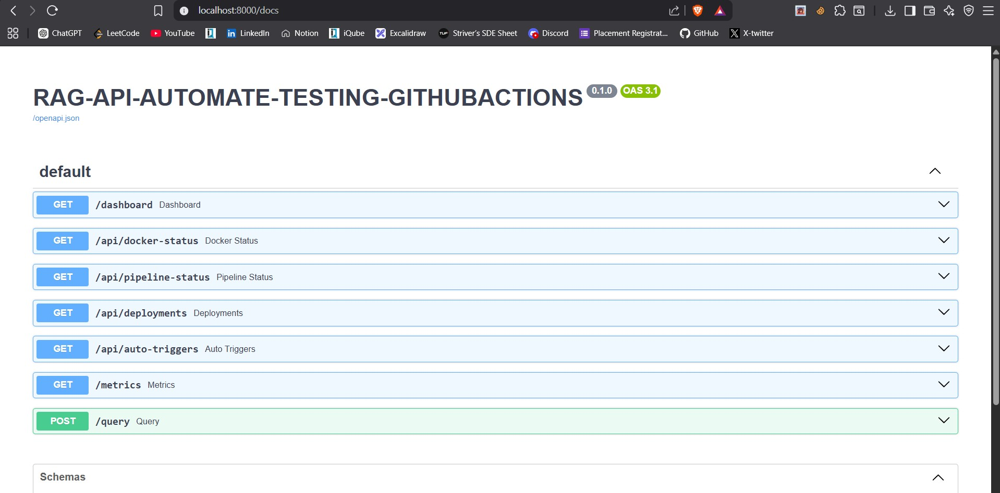 localhost:8000/docs
ChatGPT LeetCode YouTube LinkedIn Notion iQube Excalidraw TUF Striver's SDE Sheet Discord Placement Registrat... GitHub X-twitter
RAG-API-AUTOMATE-TESTING-GITHUBACTIONS 0.1.0 OAS 3.1
/openapi.json
default
GET /dashboard Dashboard
GET /api/docker-status Docker Status
GET /api/pipeline-status Pipeline Status
GET /api/deployments Deployments
GET /api/auto-triggers Auto Triggers
GET /metrics Metrics
POST /query Query
Schemas